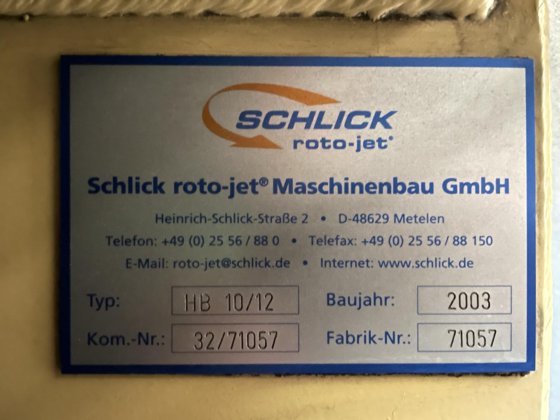 SCHLICK
roto-jet®
Schlick roto-jet® Maschinenbau GmbH
Heinrich-Schlick-Straße 2 • D-48629 Metelen
Telefon: +49 (0) 25 56 / 88 0 • Telefax: +49 (0) 25 56 / 88 150
E-Mail: roto-jet@schlick.de • Internet: www.schlick.de
Typ: HB 10/12 Baujahr: 2003
Kom.-Nr.: 32/71057 Fabrik-Nr.: 71057